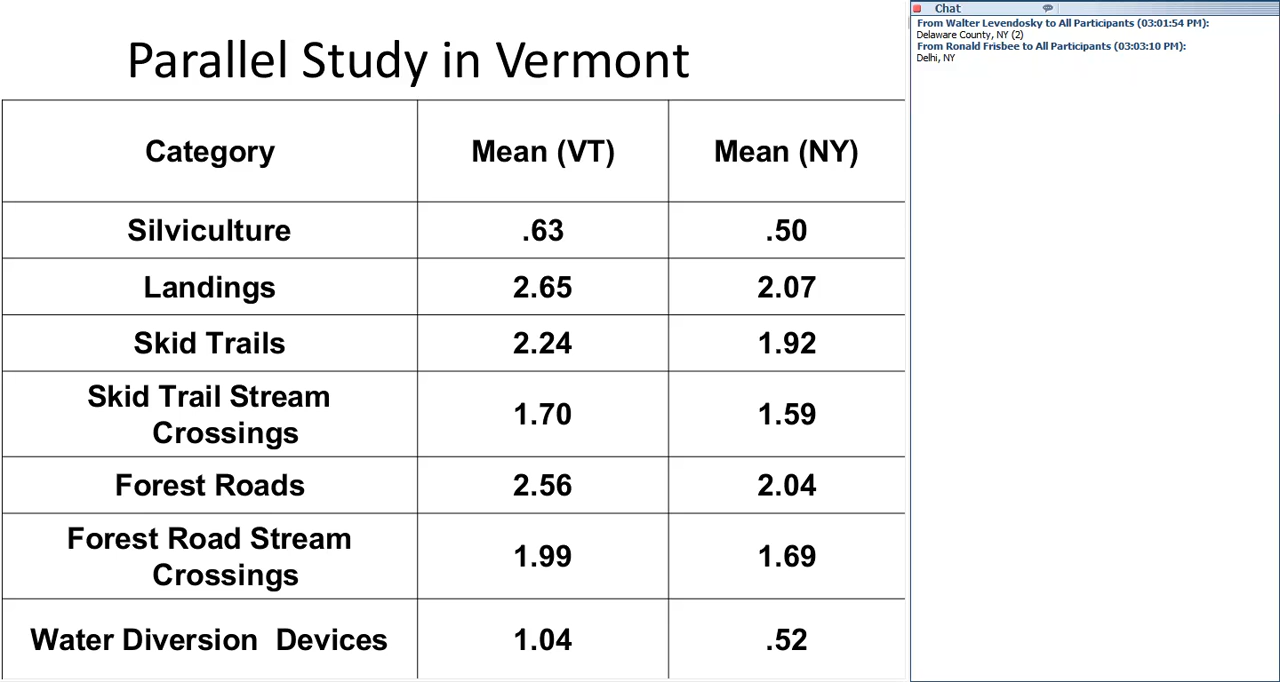 Parallel Study in Vermont
Category Mean (VT) Mean (NY)
Silviculture .63 .50
Landings 2.65 2.07
Skid Trails 2.24 1.92
Skid Trail Stream
Crossings 1.70 1.59
Forest Roads 2.56 2.04
Forest Road Stream
Crossings 1.99 1.69
Water Diversion Devices 1.04 .52
Chat
From Walter Levendosky to All Participants (03:01:54 PM):
Delaware County, NY (2)
From Ronald Frisbee to All Participants (03:03:10 PM):
Delhi, NY